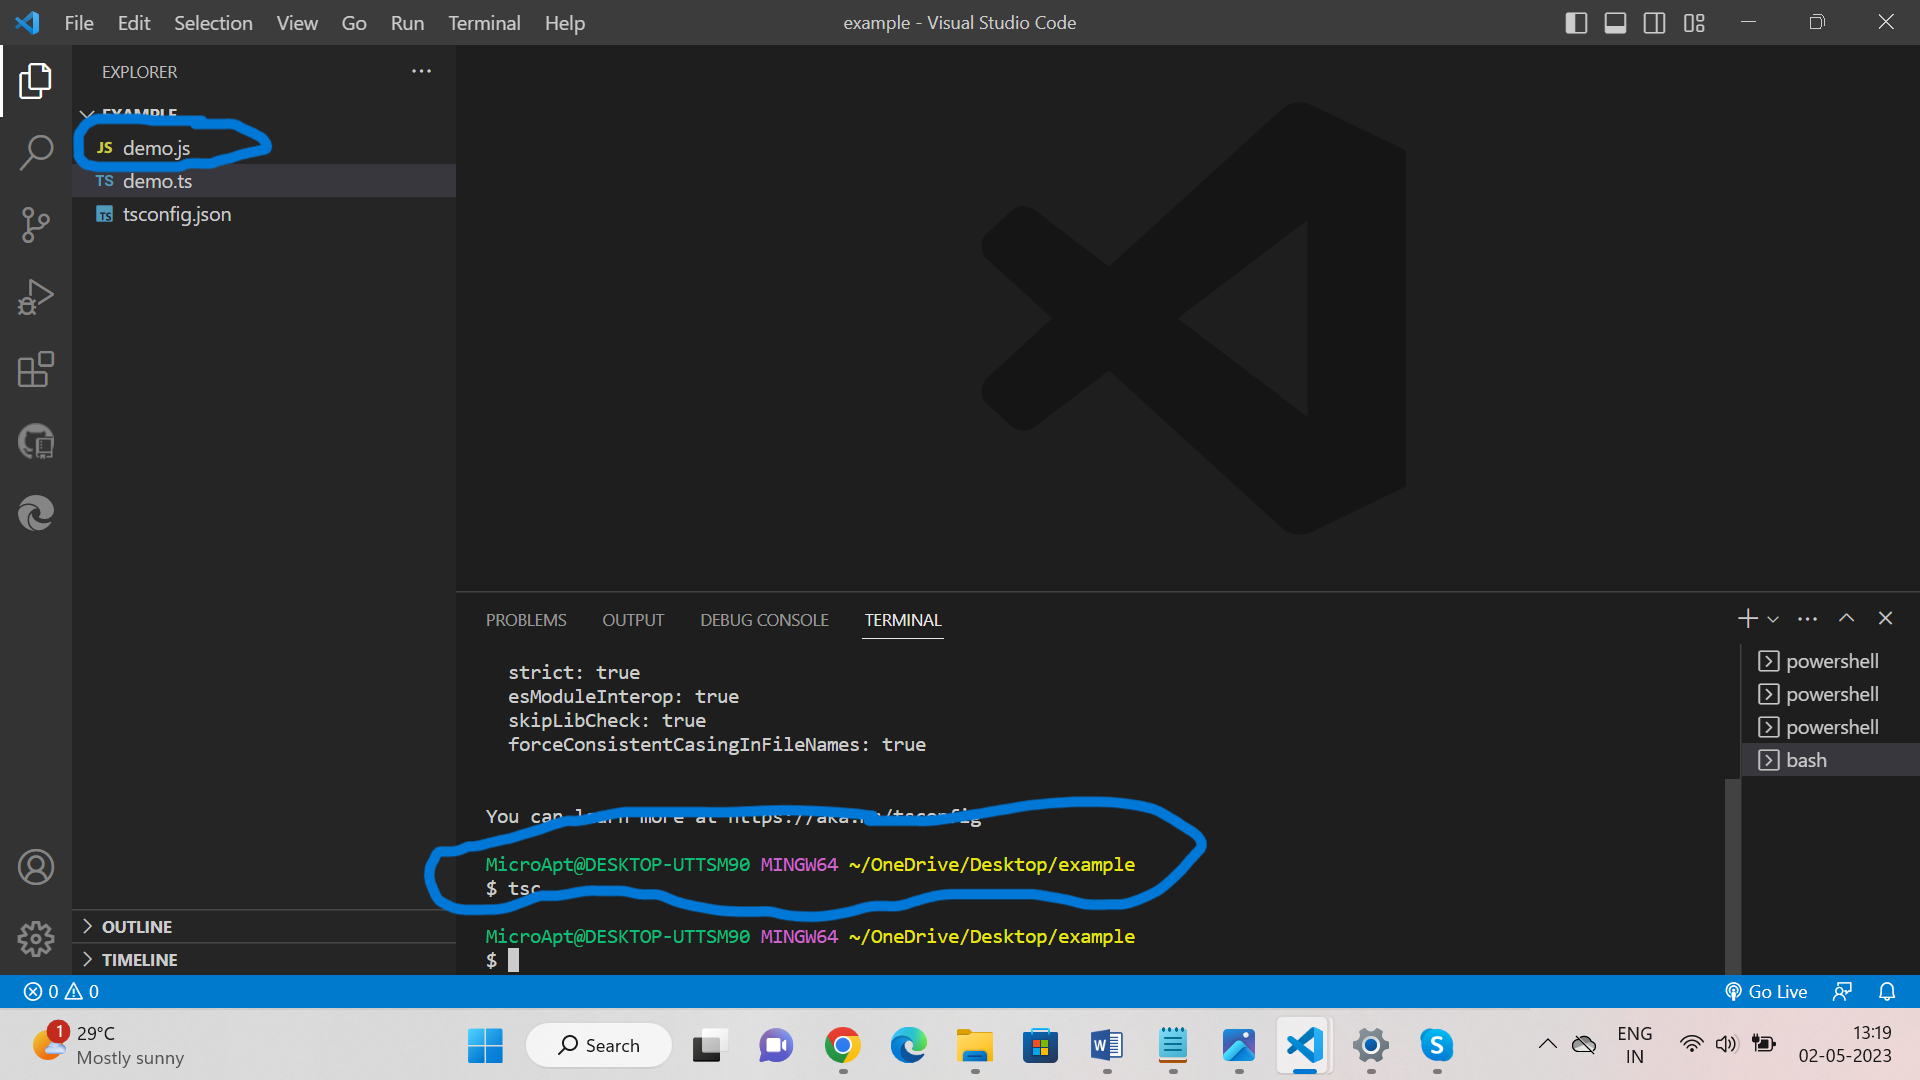 File Edit Selection View Go Run Terminal Help
example - Visual Studio Code
EXPLORER
EXAMPLE
JS demo.js
TS demo.ts
TS tsconfig.json
OUTLINE
TIMELINE
PROBLEMS OUTPUT DEBUG CONSOLE TERMINAL
strict: true
esModuleInterop: true
skipLibCheck: true
forceConsistentCasingInFileNames: true
You can learn more at https://aka.ms/tsconfig
MicroApt@DESKTOP-UTTSM90 MINGW64 ~/OneDrive/Desktop/example
$ tsc
MicroApt@DESKTOP-UTTSM90 MINGW64 ~/OneDrive/Desktop/example
$
powershell
powershell
powershell
bash
0 0
Go Live
1
29°C
Mostly sunny
Search
W
S
ENG
IN
13:19
02-05-2023